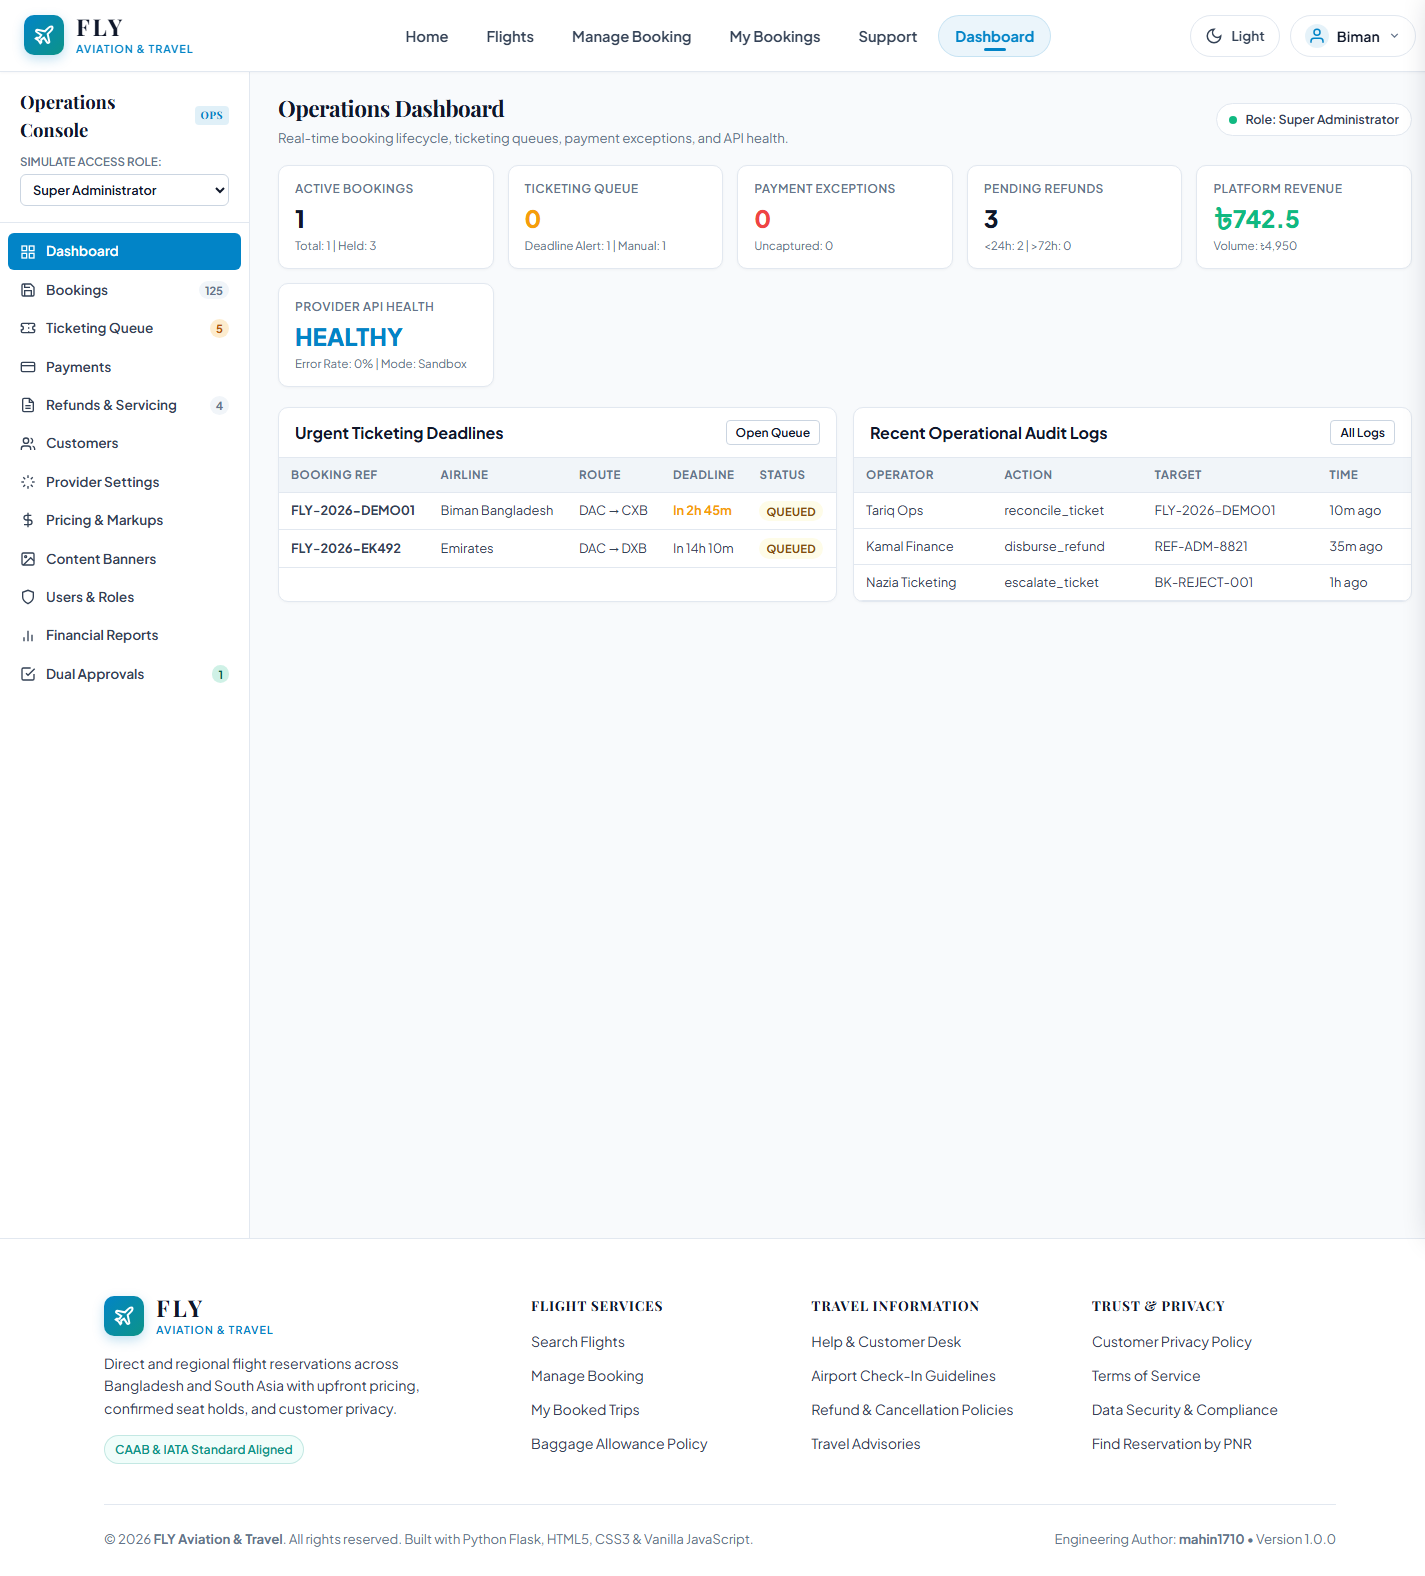 FLY
AVIATION & TRAVEL
Home
Flights
Manage Booking
My Bookings
Support
Dashboard
Light
Biman
Operations
Console
OPS
SIMULATE ACCESS ROLE:
Super Administrator
Dashboard
Bookings 125
Ticketing Queue 5
Payments
Refunds & Servicing 4
Customers
Provider Settings
Pricing & Markups
Content Banners
Users & Roles
Financial Reports
Dual Approvals 1
Operations Dashboard
Real-time booking lifecycle, ticketing queues, payment exceptions, and API health.
Role: Super Administrator
ACTIVE BOOKINGS
1
Total: 1 | Held: 3
TICKETING QUEUE
0
Deadline Alert: 1 | Manual: 1
PAYMENT EXCEPTIONS
0
Uncaptured: 0
PENDING REFUNDS
3
<24h: 2 | >72h: 0
PLATFORM REVENUE
৳742.5
Volume: ৳4,950
PROVIDER API HEALTH
HEALTHY
Error Rate: 0% | Mode: Sandbox
Urgent Ticketing Deadlines
Open Queue
BOOKING REF AIRLINE ROUTE DEADLINE STATUS
FLY-2026-DEMO01 Biman Bangladesh DAC → CXB In 2h 45m QUEUED
FLY-2026-EK492 Emirates DAC → DXB In 14h 10m QUEUED
Recent Operational Audit Logs
All Logs
OPERATOR ACTION TARGET TIME
Tariq Ops reconcile_ticket FLY-2026-DEMO01 10m ago
Kamal Finance disburse_refund REF-ADM-8821 35m ago
Nazia Ticketing escalate_ticket BK-REJECT-001 1h ago
FLY
AVIATION & TRAVEL
Direct and regional flight reservations across
Bangladesh and South Asia with upfront pricing,
confirmed seat holds, and customer privacy.
CAAB & IATA Standard Aligned
FLIGHT SERVICES
Search Flights
Manage Booking
My Booked Trips
Baggage Allowance Policy
TRAVEL INFORMATION
Help & Customer Desk
Airport Check-In Guidelines
Refund & Cancellation Policies
Travel Advisories
TRUST & PRIVACY
Customer Privacy Policy
Terms of Service
Data Security & Compliance
Find Reservation by PNR
© 2026 FLY Aviation & Travel. All rights reserved. Built with Python Flask, HTML5, CSS3 & Vanilla JavaScript.
Engineering Author: mahin1710 • Version 1.0.0